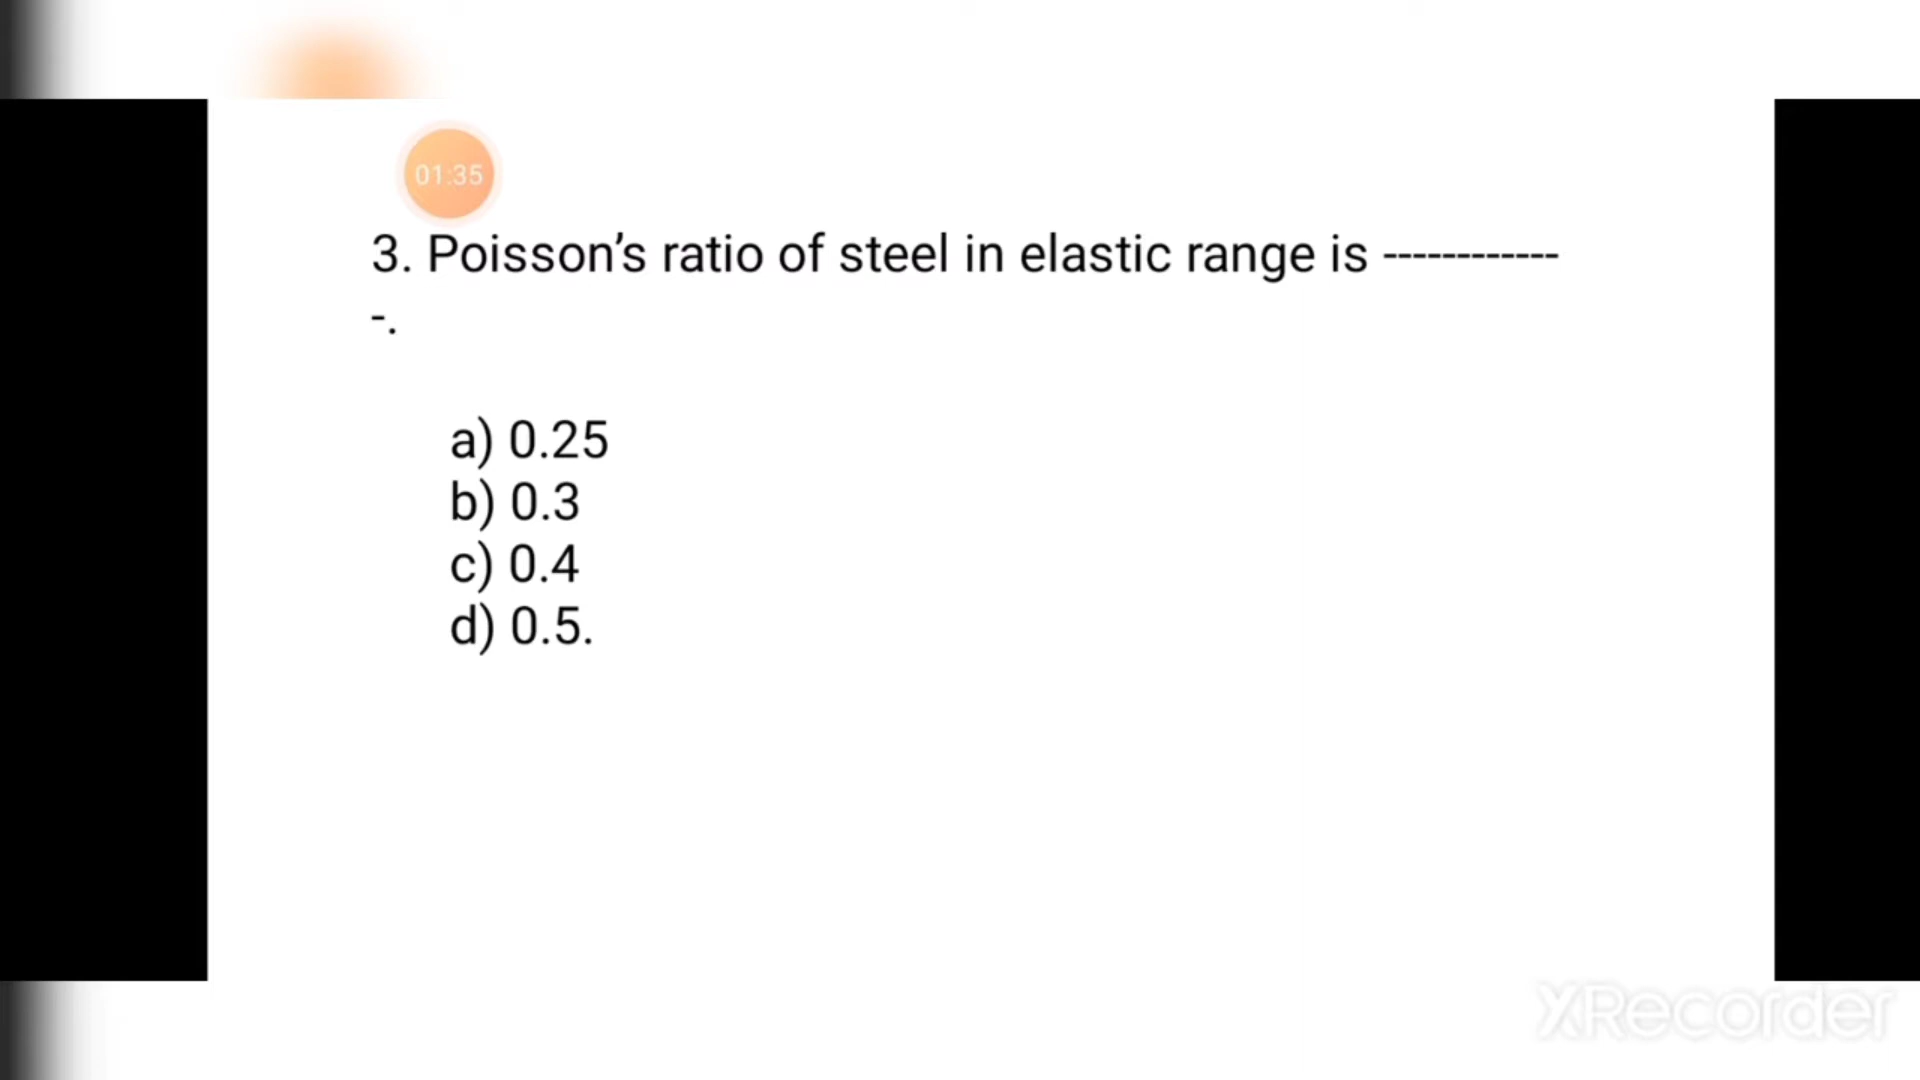 01:35
3. Poisson’s ratio of steel in elastic range is ------------
-.
a) 0.25
b) 0.3
c) 0.4
d) 0.5.
XRecorder